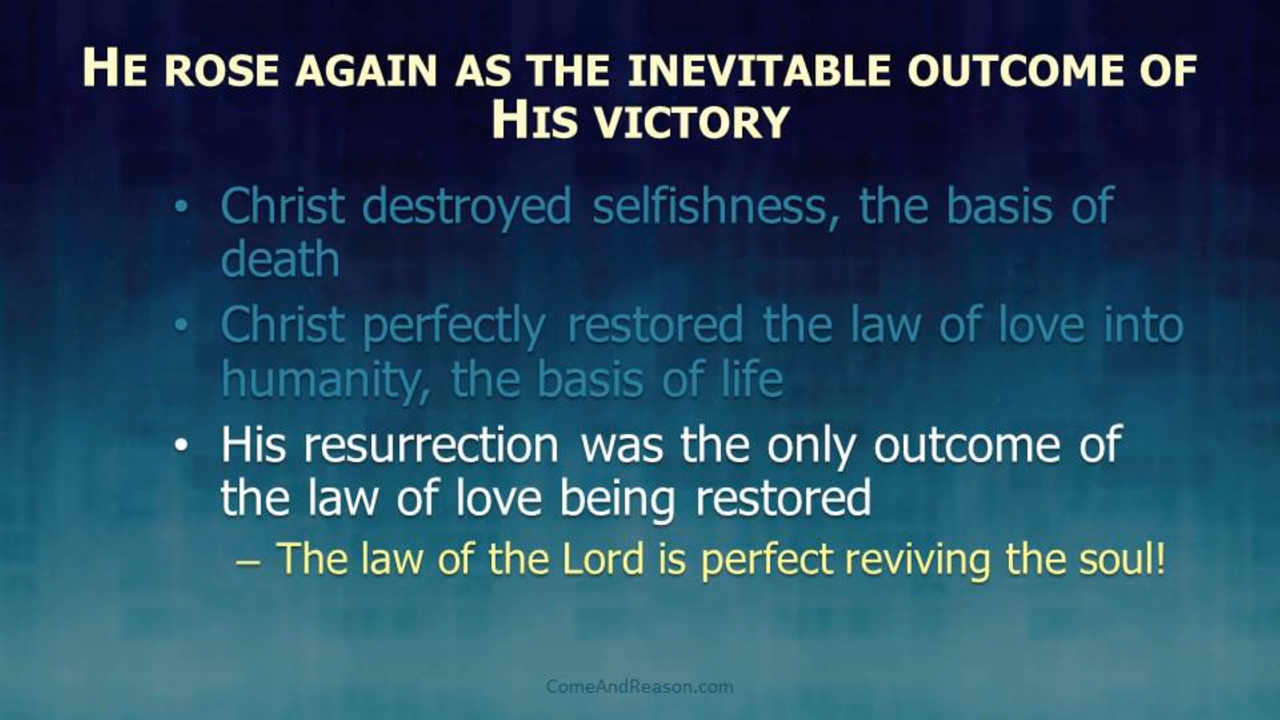 HE ROSE AGAIN AS THE INEVITABLE OUTCOME OF
HIS VICTORY
• Christ destroyed selfishness, the basis of
death
• Christ perfectly restored the law of love into
humanity, the basis of life
• His resurrection was the only outcome of
the law of love being restored
– The law of the Lord is perfect reviving the soul!
ComeAndReason.com